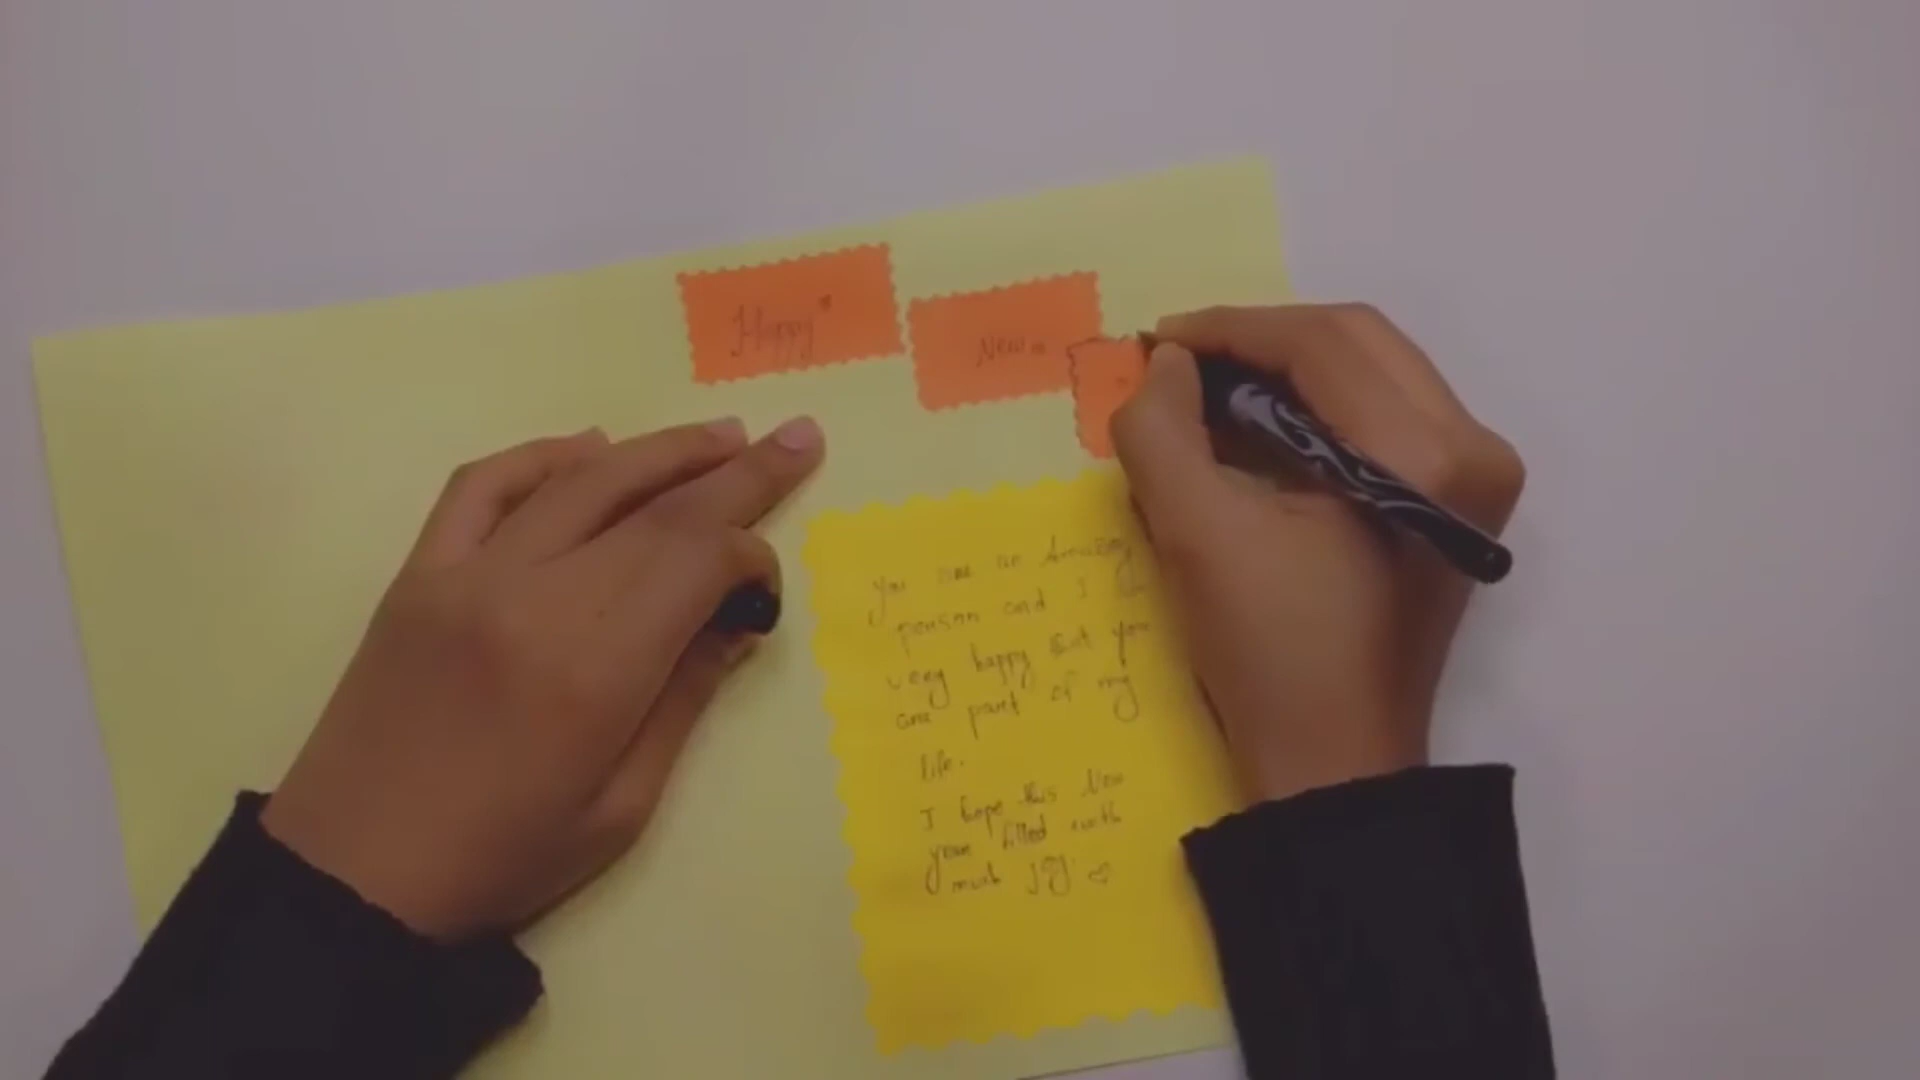 Happy
New
you are an Amazing
person and I am
very happy that you
are part of my
life.
I hope this New
year filled with
much joy